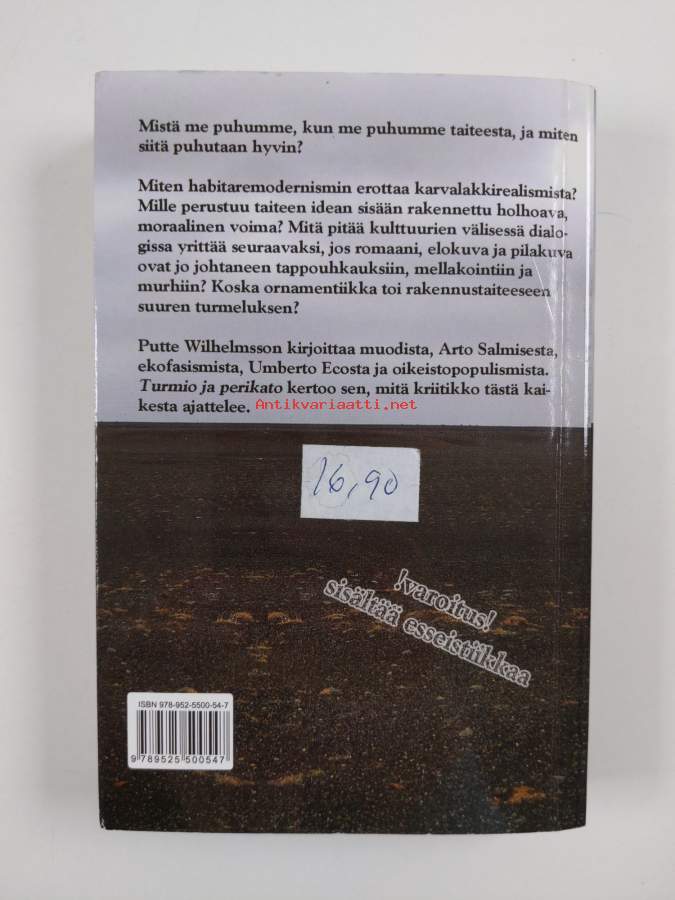 Mistä me puhumme, kun me puhumme taiteesta, ja miten
siitä puhutaan hyvin?
Miten habitaremodernismin erottaa karvalakkirealismista?
Mille perustuu taiteen idean sisään rakennettu holhoava,
moraalinen voima? Mitä pitää kulttuurien välisessä dialo-
gissa yrittää seuraavaksi, jos romaani, elokuva ja pilakuva
ovat jo johtaneen tappouhkauksiin, mellakointiin ja
murhiin? Koska ornamentiikka toi rakennustaiteeseen
suuren turmeluksen?
Putte Wilhelmsson kirjoittaa muodista, Arto Salmisesta,
ekofasismista, Umberto Ecosta ja oikeistopopulismista.
Turmio ja perikato kertoo sen, mitä kriitikko tästä kai-
kesta ajattelee.
Antikvariaatti.net
16,90
!varoitus!
sisältää esseistiikkaa
ISBN 978-952-5500-54-7
9 789525 500547